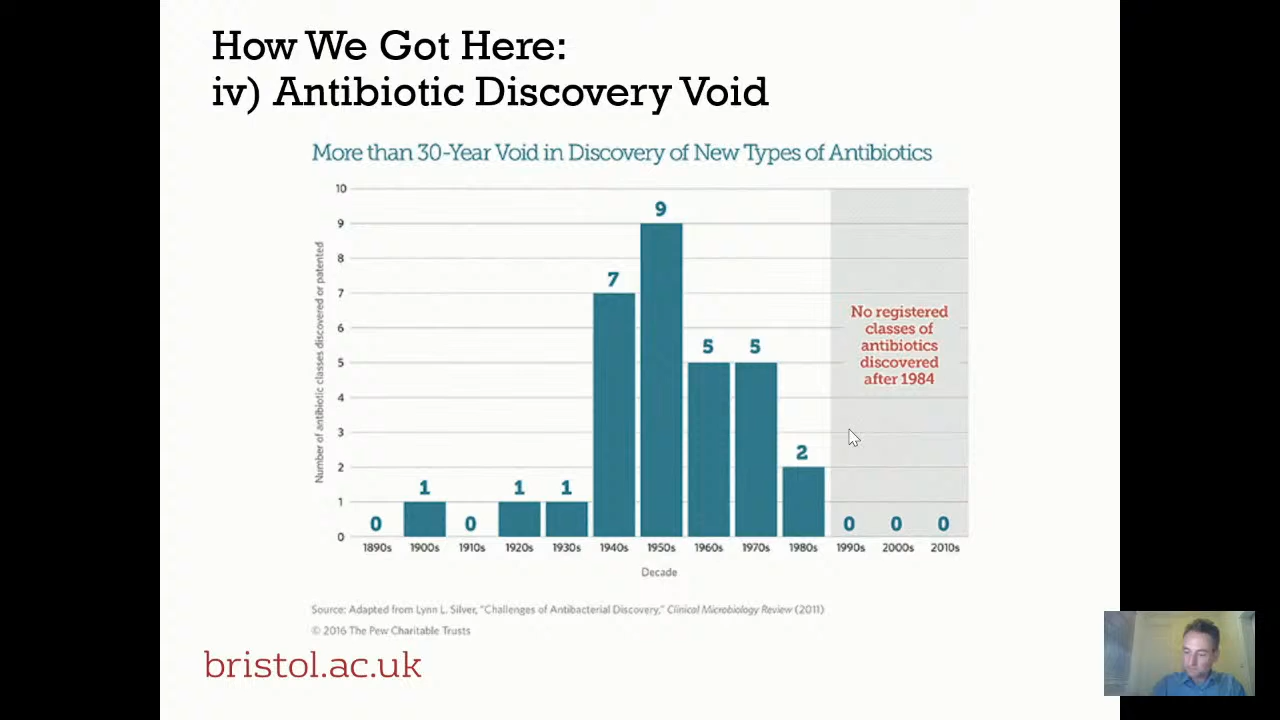 How We Got Here:
iv) Antibiotic Discovery Void
More than 30-Year Void in Discovery of New Types of Antibiotics
Number of antibiotic classes discovered or patented
10
9
8
7
6
5
4
3
2
1
0
0
1
0
1
1
7
9
5
5
2
0
0
0
No registered
classes of
antibiotics
discovered
after 1984
1890s 1900s 1910s 1920s 1930s 1940s 1950s 1960s 1970s 1980s 1990s 2000s 2010s
Decade
Source: Adapted from Lynn L. Silver, "Challenges of Antibacterial Discovery," Clinical Microbiology Review (2011)
© 2016 The Pew Charitable Trusts
bristol.ac.uk